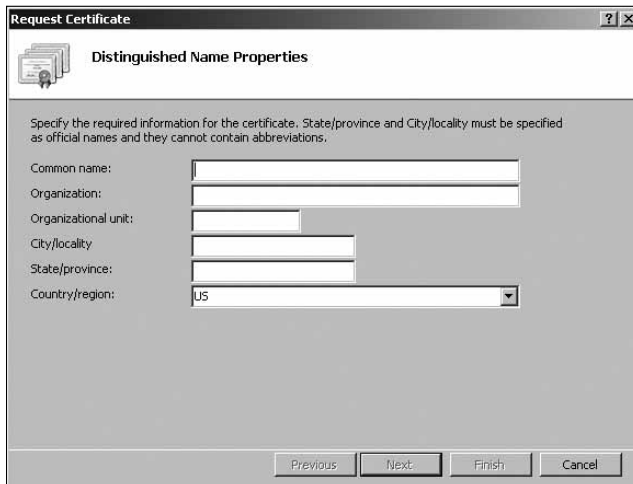 Request Certificate
Distinguished Name Properties
Specify the required information for the certificate. State/province and City/locality must be specified
as official names and they cannot contain abbreviations.
Common name:
Organization:
Organizational unit:
City/locality
State/province:
Country/region:
US
Previous
Next
Finish
Cancel